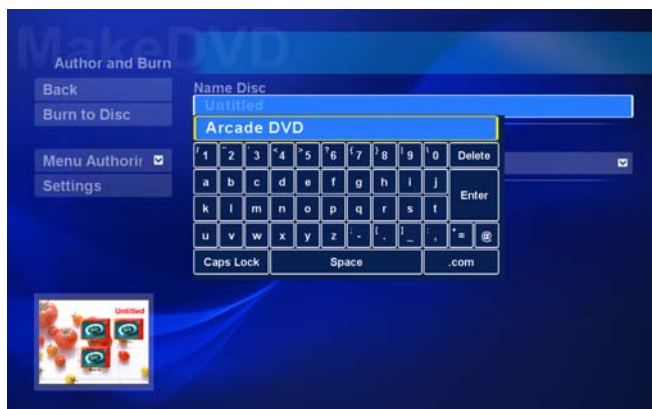 MakeDVD
Author and Burn
Back
Burn to Disc
Menu Authorin
Settings
Name Disc
Untitled
Arcade DVD
1 2 3 4 5 6 7 8 9 0 Delete
a b c d e f g h i j
Enter
k l m n o p q r s t
u v w x y z ; - [ . ] _ : , * = @
Caps Lock Space .com
Untitled